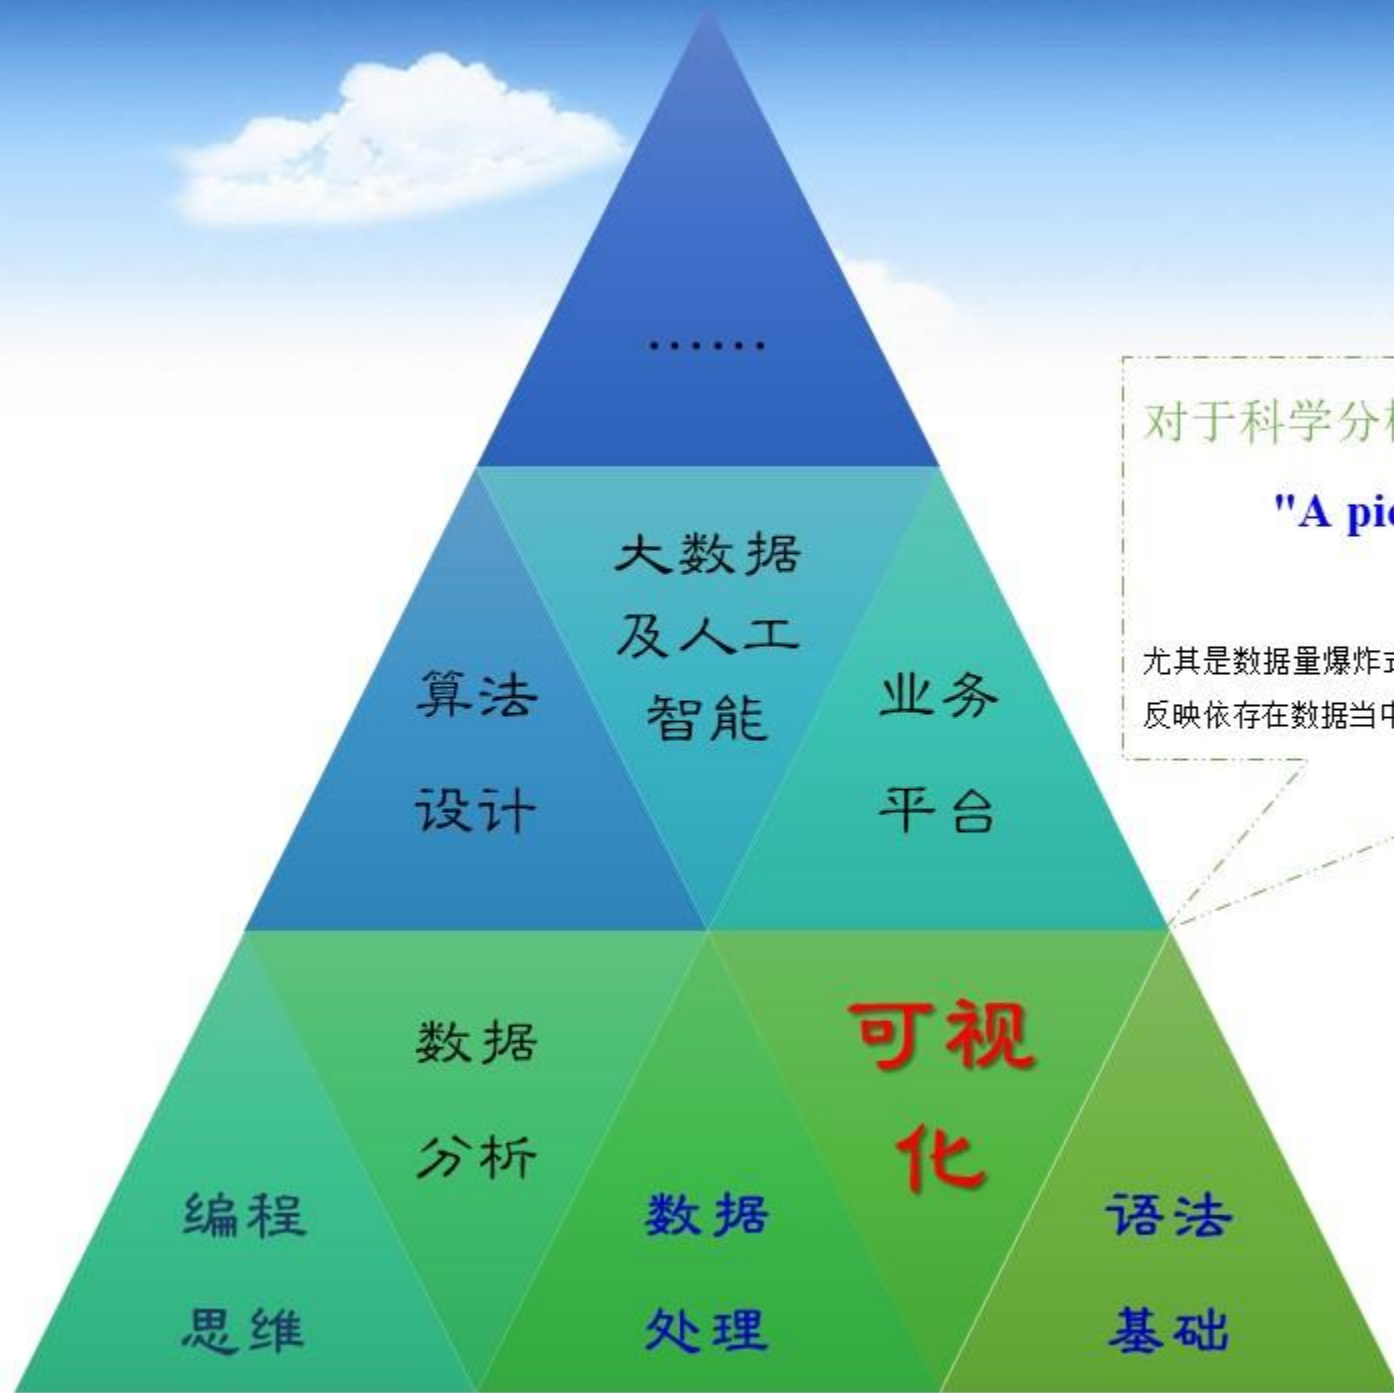 ……
大数据
及人工
智能
算法
设计
业务
平台
对于科学分
"A pi
尤其是数据量爆炸
反映依存在数据当
数据
分析
可视
化
编程
思维
数据
处理
语法
基础